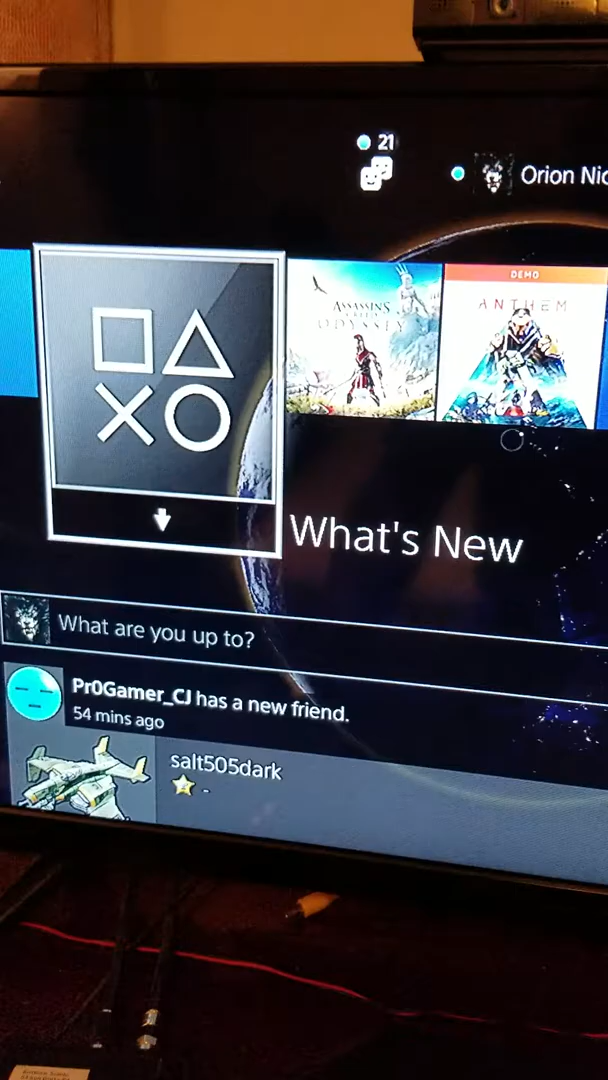 21
Orion Nic
ASSASSIN'S
ODYSSEY
DEMO
ANTHEM
What's New
What are you up to?
Pr0Gamer_CJ has a new friend.
54 mins ago
salt505dark
-